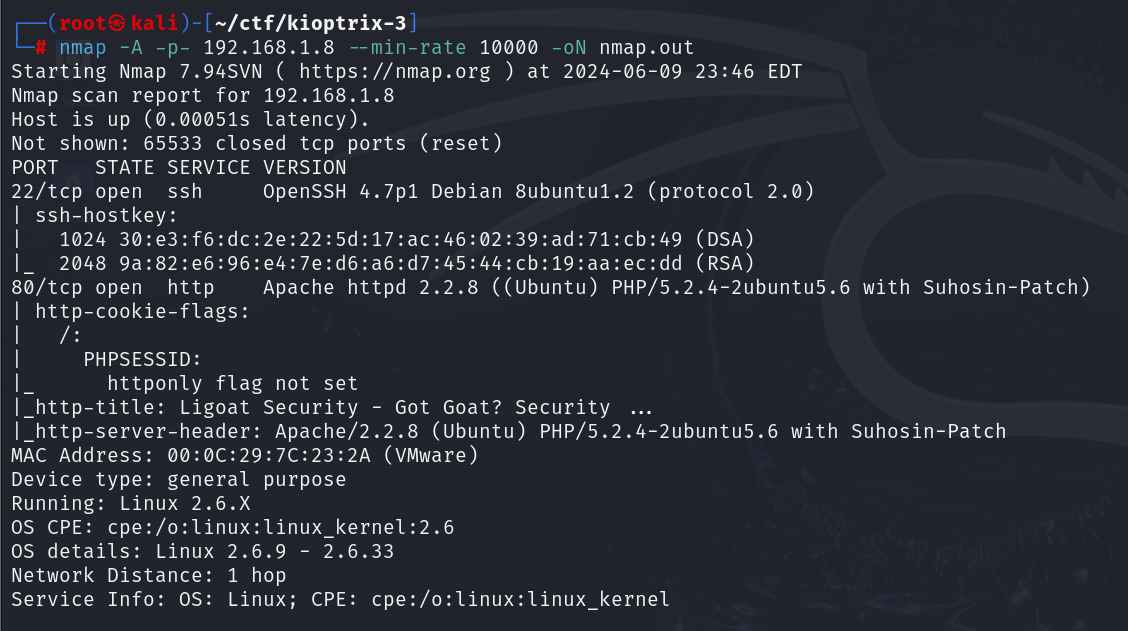 ┌──(root㉿kali)-[~/ctf/kioptrix-3]
└─# nmap -A -p- 192.168.1.8 --min-rate 10000 -oN nmap.out
Starting Nmap 7.94SVN ( https://nmap.org ) at 2024-06-09 23:46 EDT
Nmap scan report for 192.168.1.8
Host is up (0.00051s latency).
Not shown: 65533 closed tcp ports (reset)
PORT   STATE SERVICE VERSION
22/tcp open  ssh     OpenSSH 4.7p1 Debian 8ubuntu1.2 (protocol 2.0)
| ssh-hostkey:
|   1024 30:e3:f6:dc:2e:22:5d:17:ac:46:02:39:ad:71:cb:49 (DSA)
|_  2048 9a:82:e6:96:e4:7e:d6:a6:d7:45:44:cb:19:aa:ec:dd (RSA)
80/tcp open  http    Apache httpd 2.2.8 ((Ubuntu) PHP/5.2.4-2ubuntu5.6 with Suhosin-Patch)
| http-cookie-flags:
|   /:
|     PHPSESSID:
|_      httponly flag not set
|_http-title: Ligoat Security - Got Goat? Security ...
|_http-server-header: Apache/2.2.8 (Ubuntu) PHP/5.2.4-2ubuntu5.6 with Suhosin-Patch
MAC Address: 00:0C:29:7C:23:2A (VMware)
Device type: general purpose
Running: Linux 2.6.X
OS CPE: cpe:/o:linux:linux_kernel:2.6
OS details: Linux 2.6.9 - 2.6.33
Network Distance: 1 hop
Service Info: OS: Linux; CPE: cpe:/o:linux:linux_kernel